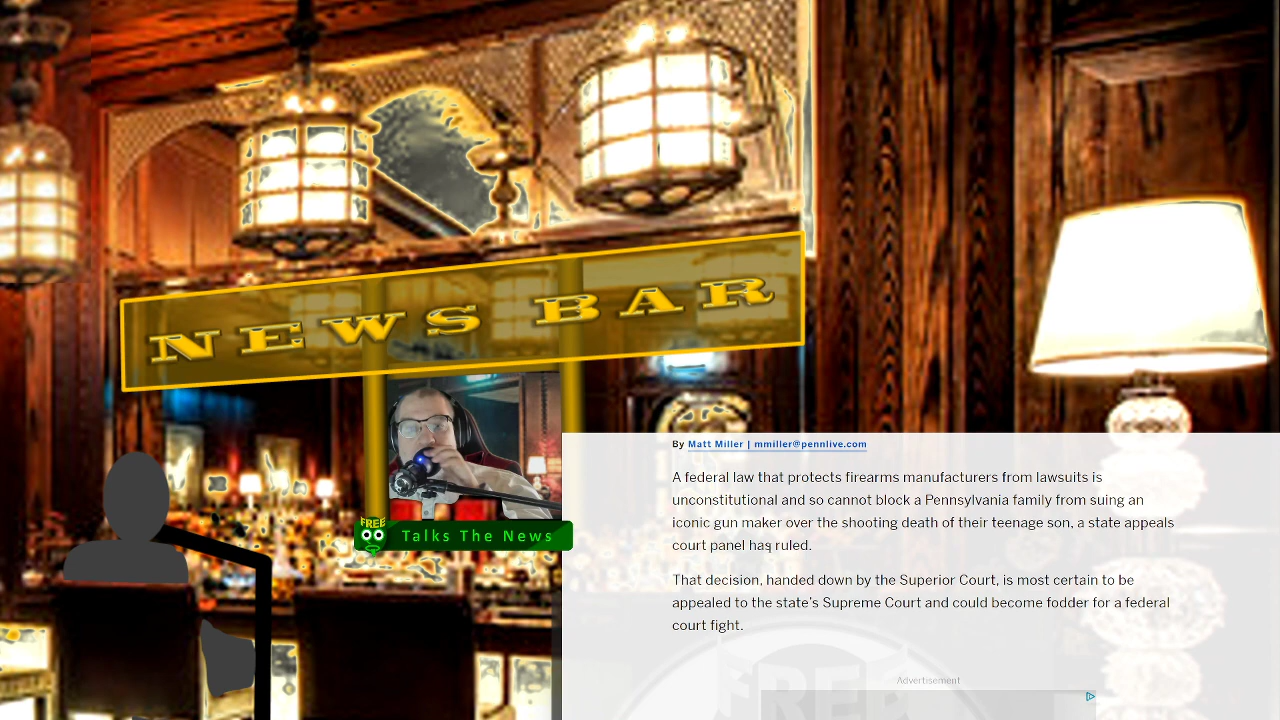 NEWS BAR
FREE
Talks The News
By Matt Miller | mmiller@pennlive.com
A federal law that protects firearms manufacturers from lawsuits is
unconstitutional and so cannot block a Pennsylvania family from suing an
iconic gun maker over the shooting death of their teenage son, a state appeals
court panel has ruled.
That decision, handed down by the Superior Court, is most certain to be
appealed to the state's Supreme Court and could become fodder for a federal
court fight.
Advertisement
FREE